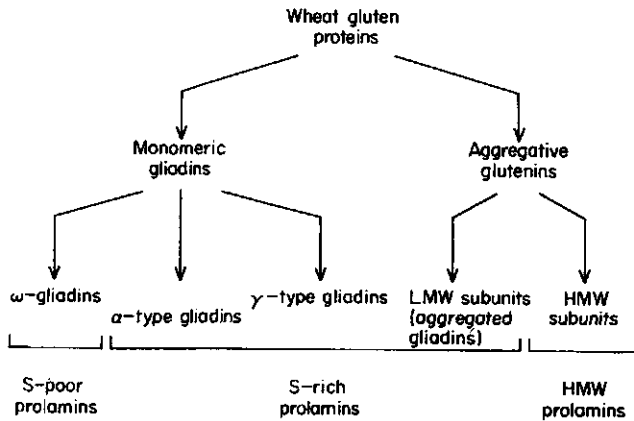 Wheat gluten
proteins
Monomeric
gliadins
Aggregative
glutenins
ω-gliadins
α-type gliadins
γ-type gliadins
LMW subunits
(aggregated
gliadins)
HMW
subunits
S-poor
prolamins
S-rich
prolamins
HMW
prolamins